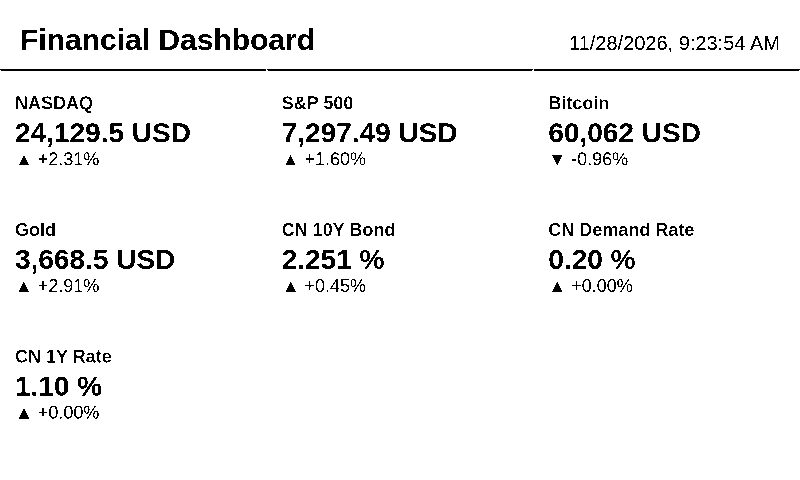 Financial Dashboard
11/28/2026, 9:23:54 AM
NASDAQ
24,129.5 USD
▲ +2.31%
S&P 500
7,297.49 USD
▲ +1.60%
Bitcoin
60,062 USD
▼ -0.96%
Gold
3,668.5 USD
▲ +2.91%
CN 10Y Bond
2.251 %
▲ +0.45%
CN Demand Rate
0.20 %
▲ +0.00%
CN 1Y Rate
1.10 %
▲ +0.00%